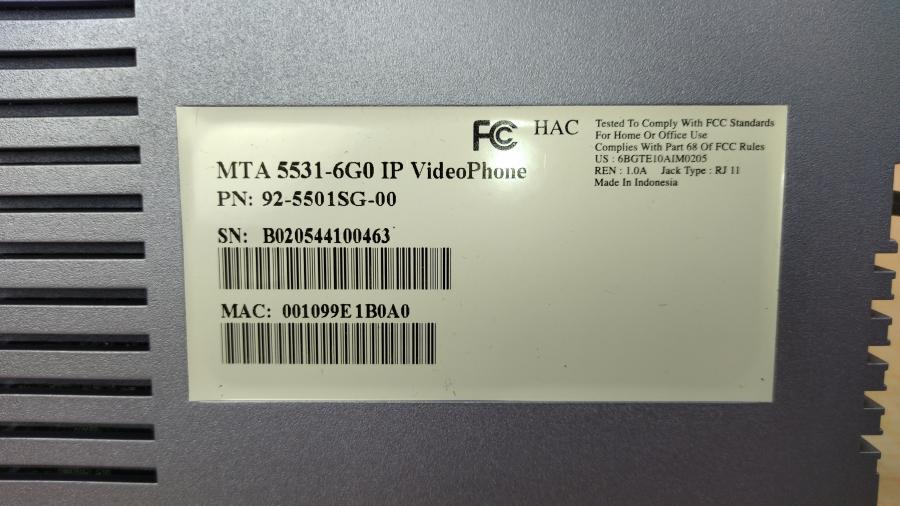 FCC HAC
Tested To Comply With FCC Standards
For Home Or Office Use
Complies With Part 68 Of FCC Rules
US : 6BGTE10AIM0205
REN : 1.0A Jack Type : RJ 11
Made In Indonesia
MTA 5531-6G0 IP VideoPhone
PN: 92-5501SG-00
SN: B020544100463
MAC: 001099E1B0A0